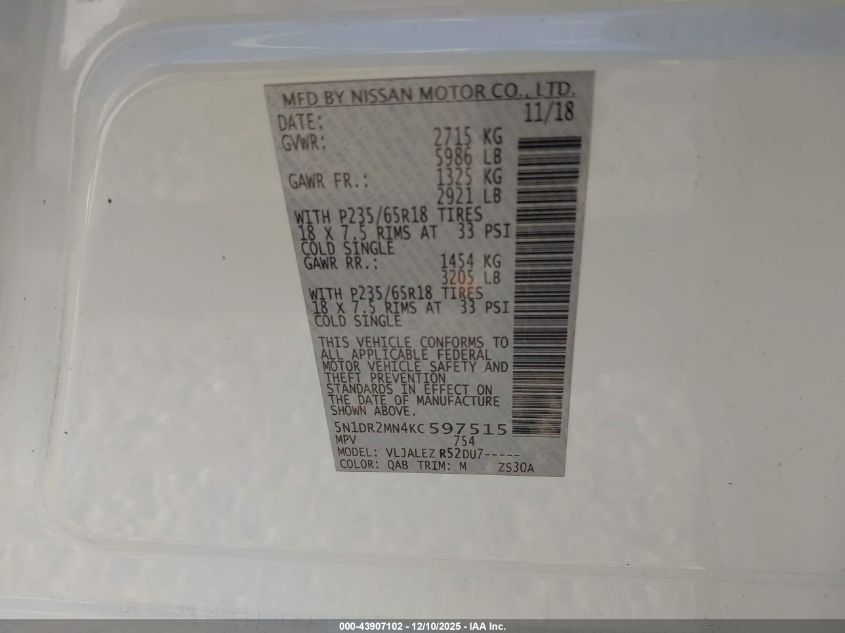 MFD BY NISSAN MOTOR CO., LTD.
DATE: 11/18
GVWR: 2715 KG
5986 LB
GAWR FR.: 1325 KG
2921 LB
WITH P235/65R18 TIRES
18 X 7.5 RIMS AT 33 PSI
COLD SINGLE
GAWR RR.: 1454 KG
3205 LB
WITH P235/65R18 TIRES
18 X 7.5 RIMS AT 33 PSI
COLD SINGLE
THIS VEHICLE CONFORMS TO
ALL APPLICABLE FEDERAL
MOTOR VEHICLE SAFETY AND
THEFT PREVENTION
STANDARDS IN EFFECT ON
THE DATE OF MANUFACTURE
SHOWN ABOVE.
5N1DR2MN4KC597515
MPV 754
MODEL: VLJALEZ R52DU7-----
COLOR: QAB TRIM: M ZS30A
000-43907102 - 12/10/2025 - IAA Inc.